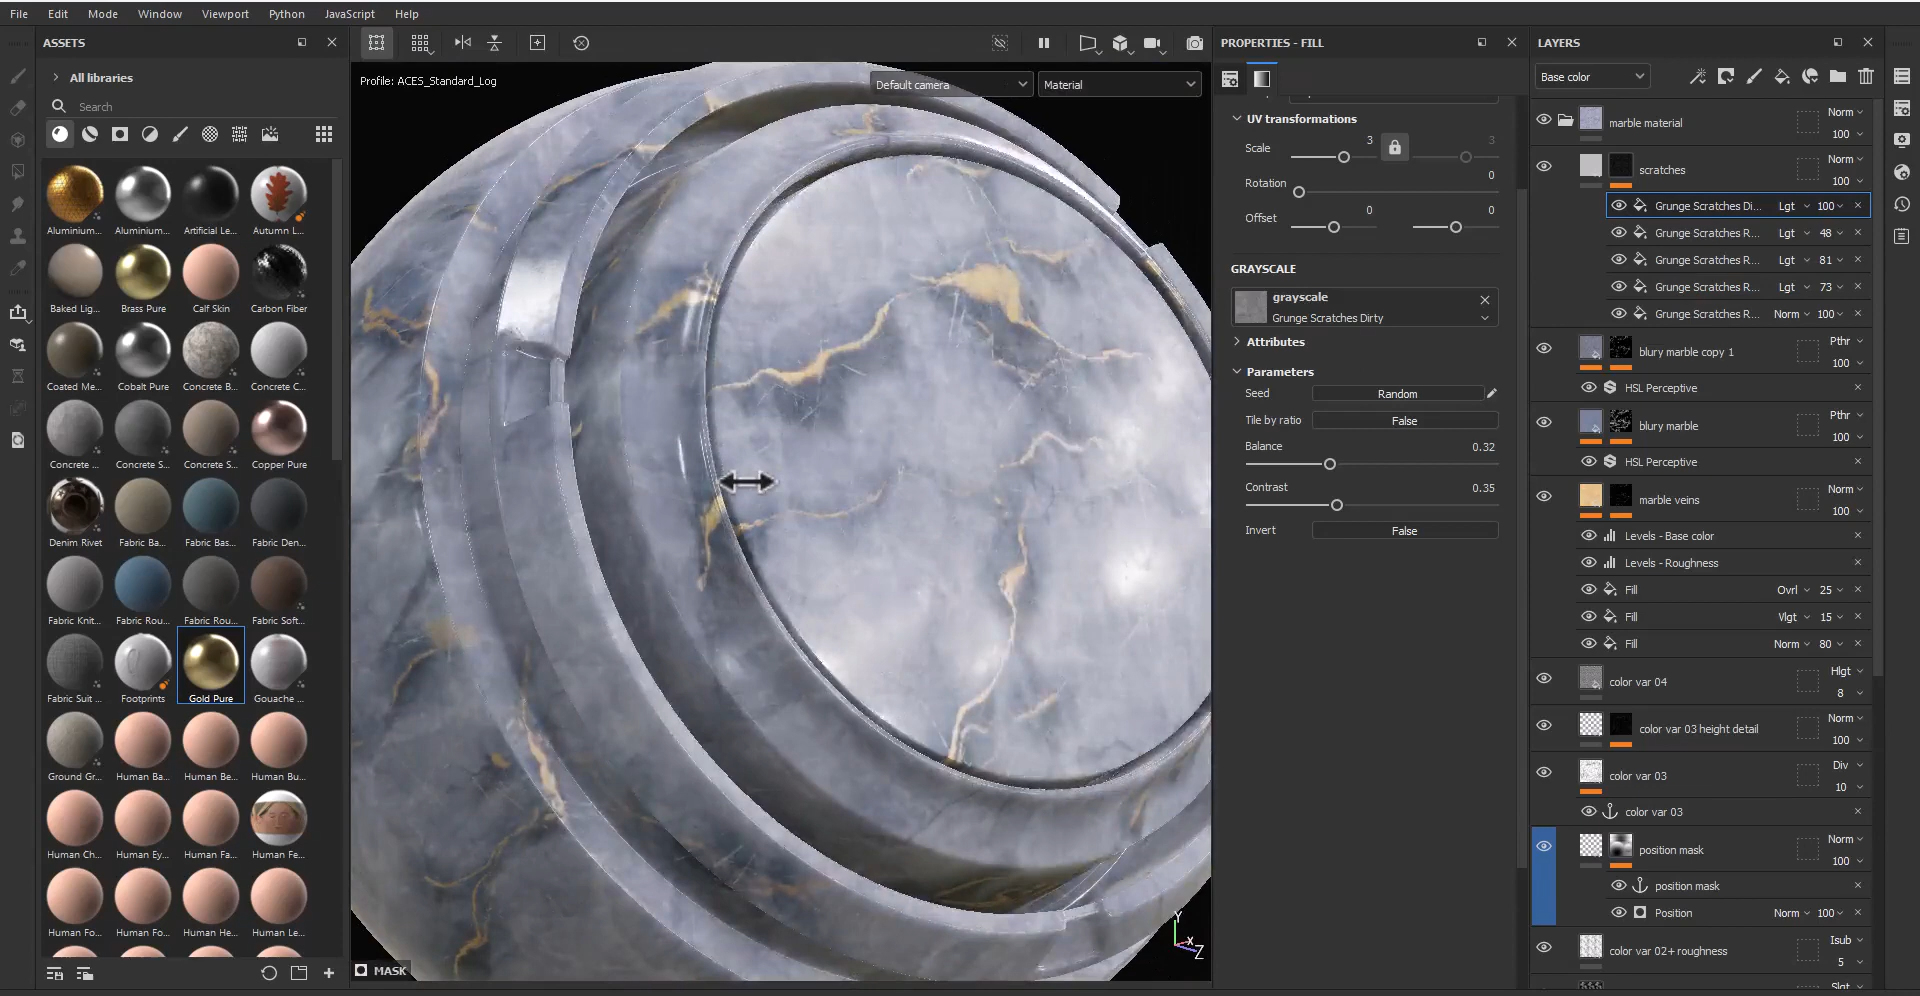 File Edit Mode Window Viewport Python JavaScript Help
ASSETS
All libraries
Search
Aluminium... Aluminium... Artificial Le... Autumn L...
Baked Lig... Brass Pure Calf Skin Carbon Fiber
Coated Me... Cobalt Pure Concrete B... Concrete C...
Concrete ... Concrete S... Concrete S... Copper Pure
Denim Rivet Fabric Ba... Fabric Bas... Fabric Den...
Fabric Knit... Fabric Rou... Fabric Rou... Fabric Soft...
Fabric Suit ... Footprints Gold Pure Gouache ...
Ground Gr... Human Ba... Human Be... Human Bu...
Human Ch... Human Ey... Human Fa... Human Fe...
Human Fo... Human Fo... Human He... Human Le...
Profile: ACES_Standard_Log
Default camera
Material
Y
X
Z
MASK
PROPERTIES - FILL
UV transformations
Scale 3 3
Rotation 0
Offset 0 0
GRAYSCALE
grayscale
Grunge Scratches Dirty
Attributes
Parameters
Seed Random
Tile by ratio False
Balance 0.32
Contrast 0.35
Invert False
LAYERS
Base color
marble material Norm 100
scratches Norm 100
Grunge Scratches Di... Lgt 100
Grunge Scratches R... Lgt 48
Grunge Scratches R... Lgt 81
Grunge Scratches R... Lgt 73
Grunge Scratches R... Norm 100
blury marble copy 1 Pthr 100
HSL Perceptive
blury marble Pthr 100
HSL Perceptive
marble veins Norm 100
Levels - Base color
Levels - Roughness
Fill Ovrl 25
Fill Vlgt 15
Fill Norm 80
color var 04 Hlgt 8
color var 03 height detail Norm 100
color var 03 Div 10
color var 03
position mask Norm 100
position mask
Position Norm 100
color var 02+ roughness Isub 5